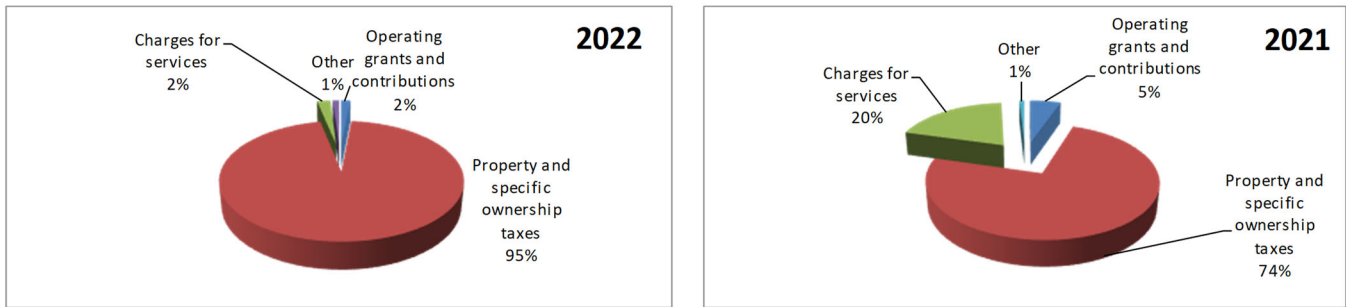 2022
Charges for
services
2%
Other
1%
Operating
grants and
contributions
2%
Property and
specific
ownership
taxes
95%
2021
Charges for
services
20%
Other
1%
Operating
grants and
contributions
5%
Property and
specific
ownership
taxes
74%